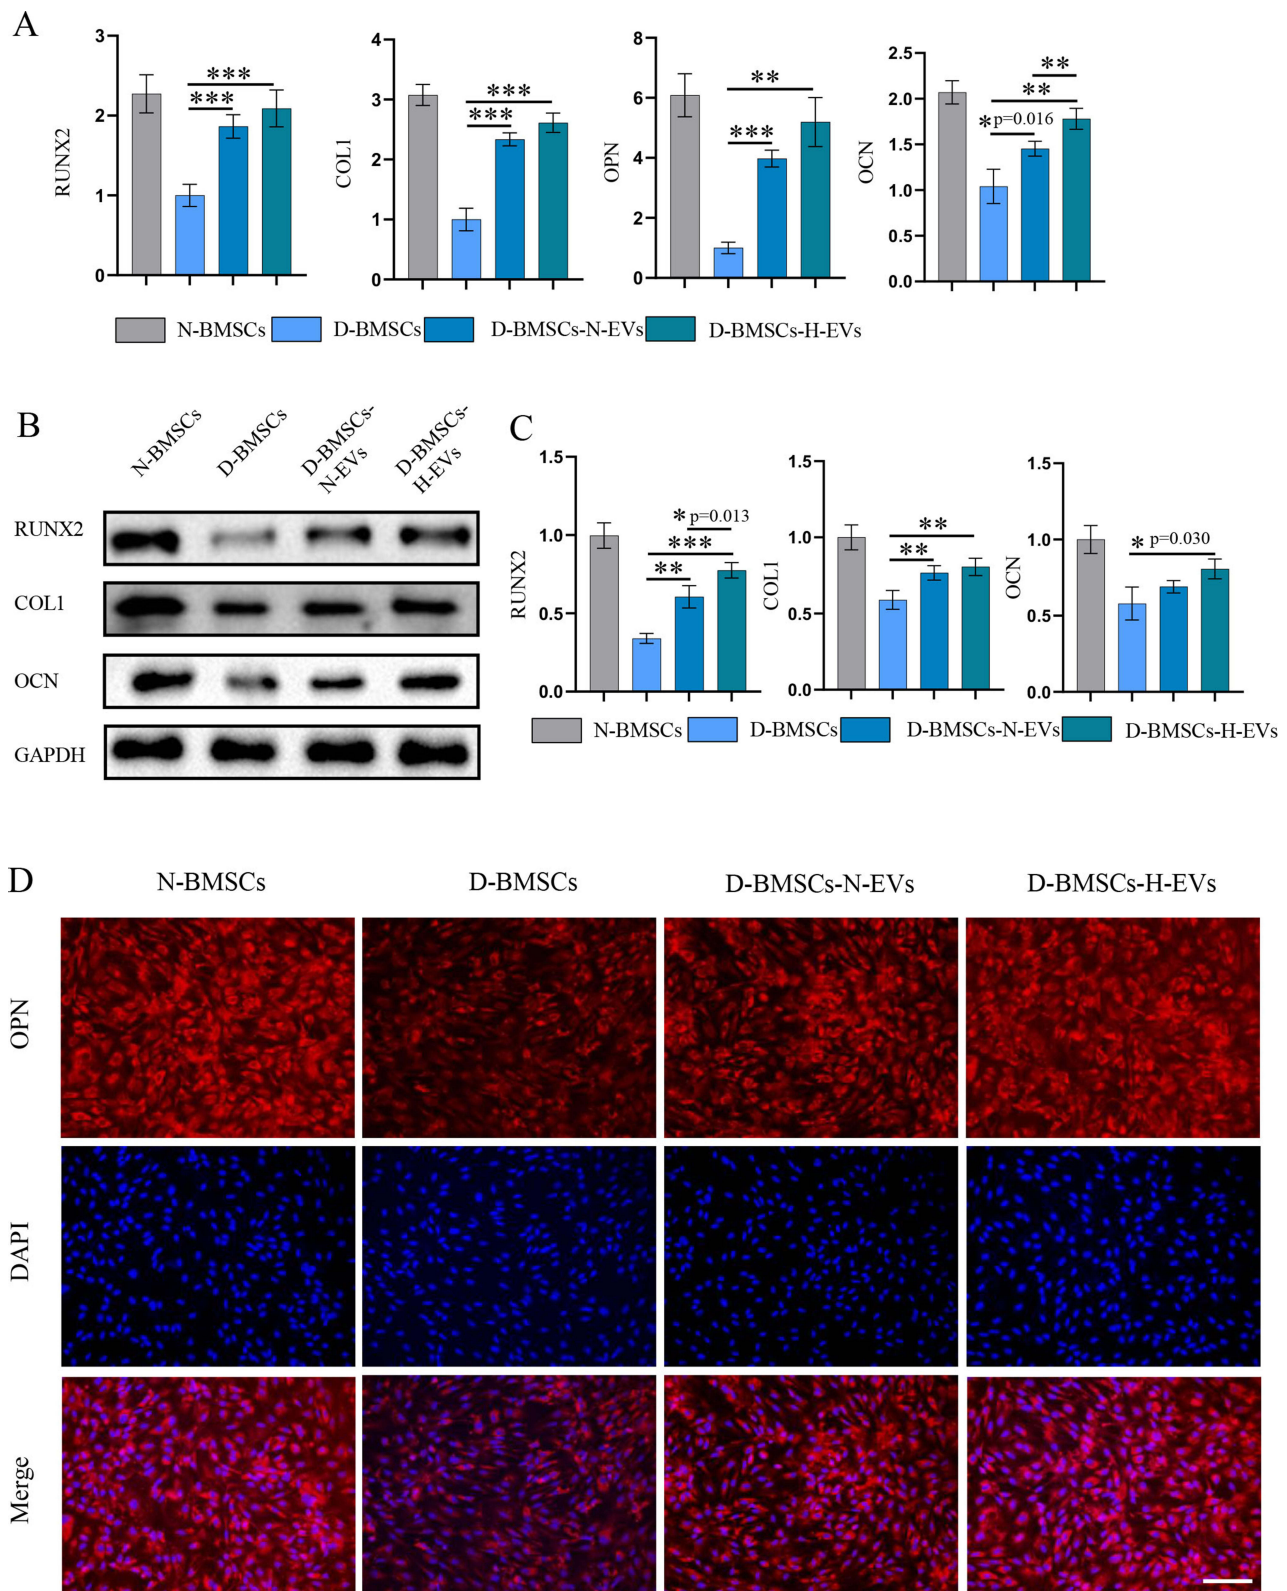 A
RUNX2
3
2
1
0
***
***
COL1
4
3
2
1
0
***
***
OPN
8
6
4
2
0
**
***
OCN
2.5
2.0
1.5
1.0
0.5
0.0
**
**
* p=0.016
N-BMSCs D-BMSCs D-BMSCs-N-EVs D-BMSCs-H-EVs
B
N-BMSCs
D-BMSCs
D-BMSCs-
N-EVs
D-BMSCs-
H-EVs
RUNX2
COL1
OCN
GAPDH
C
RUNX2
1.5
1.0
0.5
0.0
* p=0.013
***
**
COL1
1.5
1.0
0.5
0.0
**
**
OCN
1.5
1.0
0.5
0.0
* p=0.030
N-BMSCs D-BMSCs D-BMSCs-N-EVs D-BMSCs-H-EVs
D
N-BMSCs D-BMSCs D-BMSCs-N-EVs D-BMSCs-H-EVs
OPN
DAPI
Merge